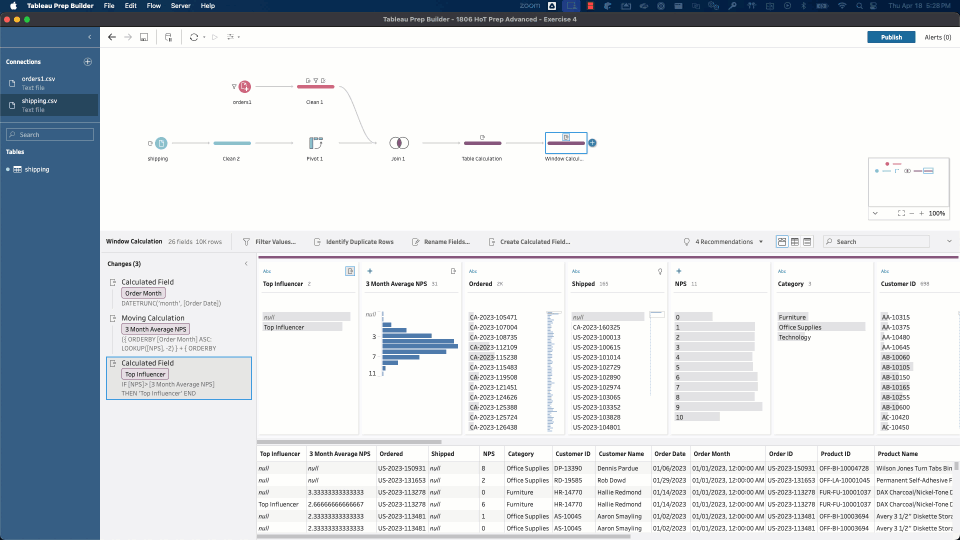 Tableau Prep Builder File Edit Flow Server Help zoom Thu Apr 18 5:28 PM
Tableau Prep Builder - 1806 HoT Prep Advanced - Exercise 4
Publish Alerts (0)
Connections
orders1.csv
Text file
shipping.csv
Text file
Search
Tables
shipping
orders1
Clean 1
shipping
Clean 2
Pivot 1
Join 1
Table Calculation
Window Calcul...
100%
Window Calculation 26 fields 10K rows Filter Values... Identify Duplicate Rows Rename Fields... Create Calculated Field... 4 Recommendations Search
Changes (3)
Calculated Field
Order Month
DATETRUNC('month', [Order Date])
Moving Calculation
3 Month Average NPS
({ ORDERBY [Order Month] ASC:
LOOKUP([NPS], -2) } + { ORDERBY
Calculated Field
Top Influencer
IF [NPS]> [3 Month Average NPS]
THEN 'Top Influencer' END
Abc
Top Influencer 2
null
Top Influencer
3 Month Average NPS 31
null
3
7
11
Abc
Ordered 2K
CA-2023-105471
CA-2023-107004
CA-2023-108735
CA-2023-112109
CA-2023-115238
CA-2023-115483
CA-2023-119508
CA-2023-121451
CA-2023-124626
CA-2023-125388
CA-2023-125724
CA-2023-126438
Abc
Shipped 165
null
CA-2023-160325
US-2023-100013
US-2023-100615
US-2023-101014
US-2023-102729
US-2023-102890
US-2023-102974
US-2023-103065
US-2023-103352
US-2023-103828
US-2023-104801
NPS 11
0
1
2
3
4
5
6
7
8
9
10
Abc
Category 3
Furniture
Office Supplies
Technology
Abc
Customer ID
AA-10315
AA-10375
AA-10480
AA-10645
AB-10060
AB-10105
AB-10150
AB-10165
AB-10255
AB-10600
AC-10420
AC-10450
Top Influencer 3 Month Average NPS Ordered Shipped NPS Category Customer ID Customer Name Order Date Order Month Order ID Product ID Product Name
null null US-2023-150931 null 8 Office Supplies DP-13390 Dennis Pardue 01/06/2023 01/01/2023, 12:00:00 AM US-2023-150931 OFF-BI-10004728 Wilson Jones Turn Tabs Bin
null null US-2023-131653 null 2 Office Supplies RD-19585 Rob Dowd 01/29/2023 01/01/2023, 12:00:00 AM US-2023-131653 OFF-LA-10001045 Permanent Self-Adhesive F
null 3.33333333333333 US-2023-113278 null 0 Furniture HR-14770 Hallie Redmond 01/14/2023 01/01/2023, 12:00:00 AM US-2023-113278 FUR-FU-10001037 DAX Charcoal/Nickel-Tone D
Top Influencer 2.66666666666667 US-2023-113278 null 6 Furniture HR-14770 Hallie Redmond 01/14/2023 01/01/2023, 12:00:00 AM US-2023-113278 FUR-FU-10001037 DAX Charcoal/Nickel-Tone D
null 2.33333333333333 US-2023-113481 null 1 Office Supplies AS-10045 Aaron Smayling 01/02/2023 01/01/2023, 12:00:00 AM US-2023-113481 OFF-BI-10003694 Avery 3 1/2" Diskette Stora
null 2.33333333333333 US-2023-113481 null 0 Office Supplies AS-10045 Aaron Smayling 01/02/2023 01/01/2023, 12:00:00 AM US-2023-113481 OFF-BI-10003694 Avery 3 1/2" Diskette Stora